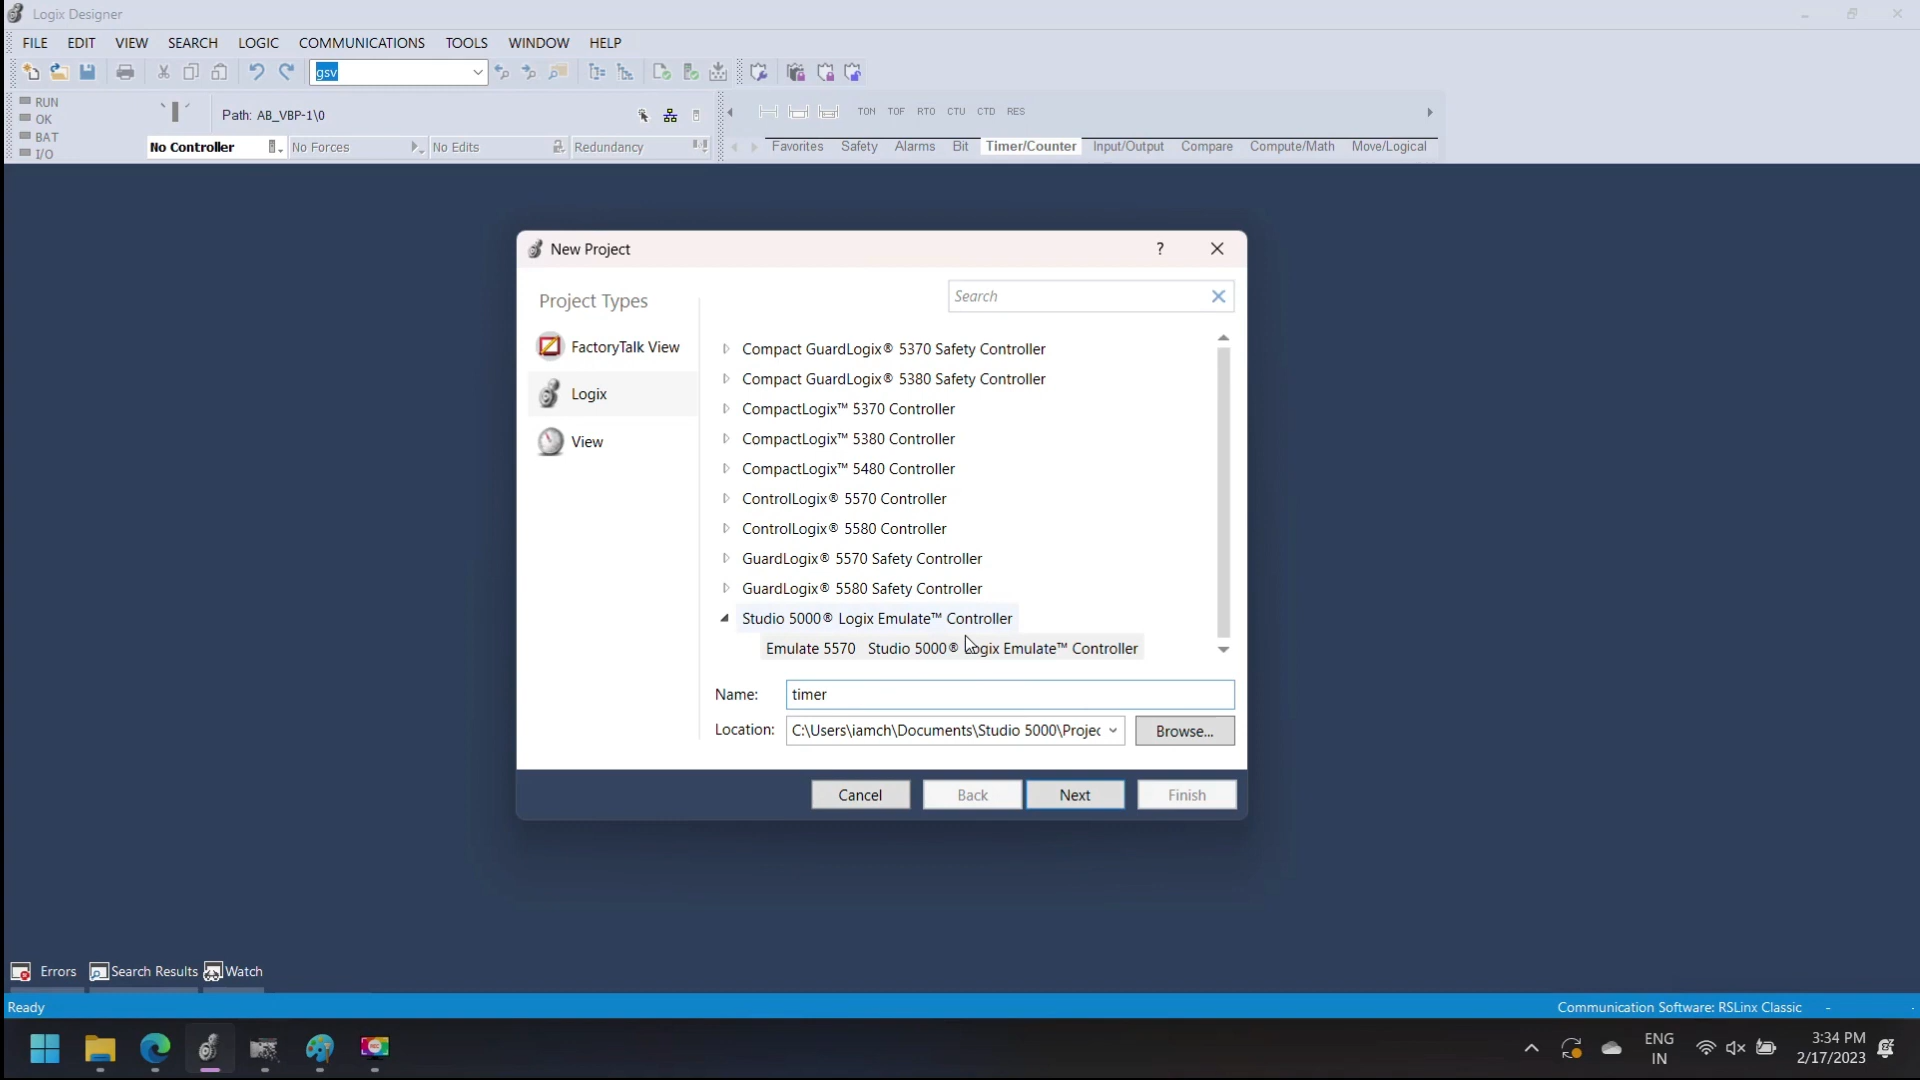 Logix Designer
FILE EDIT VIEW SEARCH LOGIC COMMUNICATIONS TOOLS WINDOW HELP
gsv
RUN
OK
BAT
I/O
Path: AB_VBP-1\0
No Controller No Forces No Edits Redundancy
TON TOF RTO CTU CTD RES
Favorites Safety Alarms Bit Timer/Counter Input/Output Compare Compute/Math Move/Logical
New Project
?
Project Types
Search
FactoryTalk View
Logix
View
Compact GuardLogix® 5370 Safety Controller
Compact GuardLogix® 5380 Safety Controller
CompactLogix™ 5370 Controller
CompactLogix™ 5380 Controller
CompactLogix™ 5480 Controller
ControlLogix® 5570 Controller
ControlLogix® 5580 Controller
GuardLogix® 5570 Safety Controller
GuardLogix® 5580 Safety Controller
Studio 5000® Logix Emulate™ Controller
Emulate 5570 Studio 5000® Logix Emulate™ Controller
Name: timer
Location: C:\Users\iamch\Documents\Studio 5000\Projec Browse...
Cancel Back Next Finish
Errors Search Results Watch
Ready
Communication Software: RSLinx Classic
ENG
IN
3:34 PM
2/17/2023